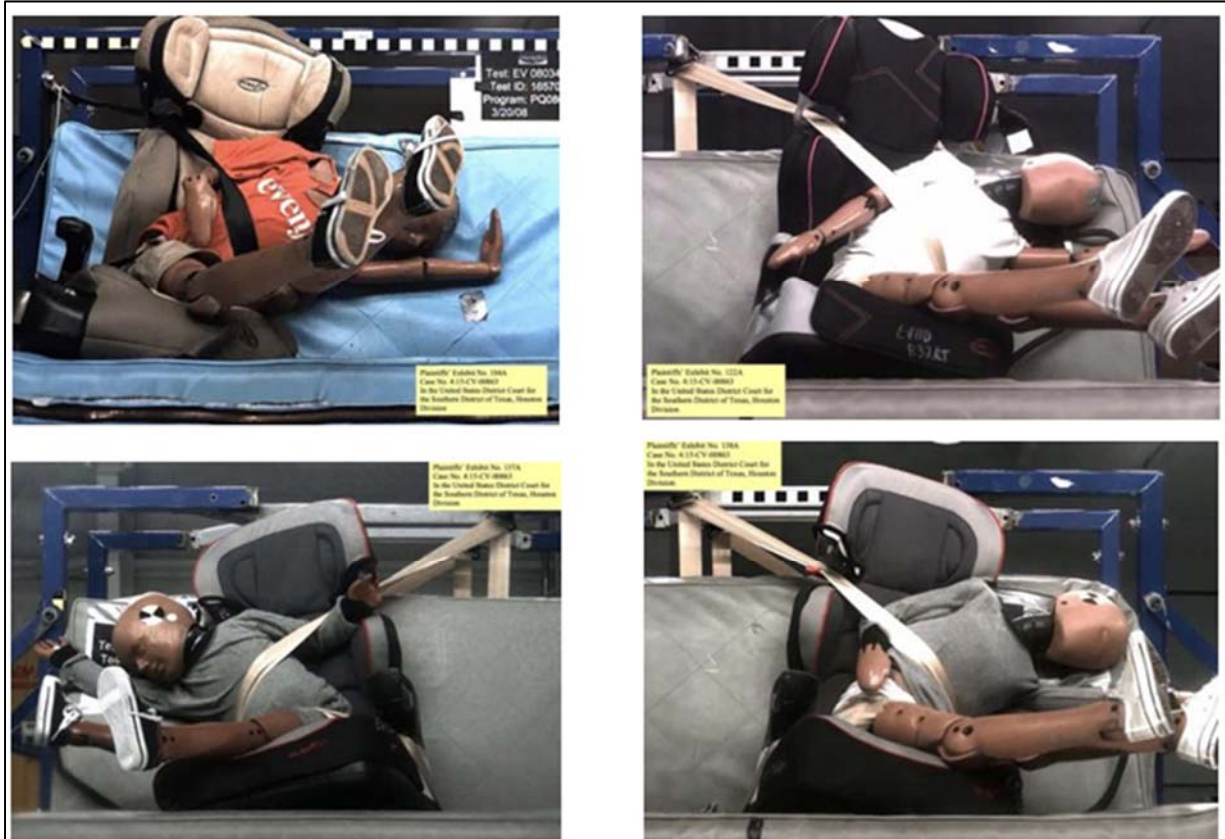 Test: EV 08034
Test ID: 16570
Program: PQ08
3/20/08
even
Plaintiffs' Exhibit No. 104A
Case No. 4:15-CV-00863
In the United States District Court for
the Southern District of Texas, Houston
Division
EVIID
Plaintiffs' Exhibit No. 122A
Case No. 4:15-CV-00863
In the United States District Court for
the Southern District of Texas, Houston
Division
Plaintiffs' Exhibit No. 137A
Case No. 4:15-CV-00863
In the United States District Court for
the Southern District of Texas, Houston
Division
Te
Plaintiffs' Exhibit No. 138A
Case No. 4:15-CV-00863
In the United States District Court for
the Southern District of Texas, Houston
Division